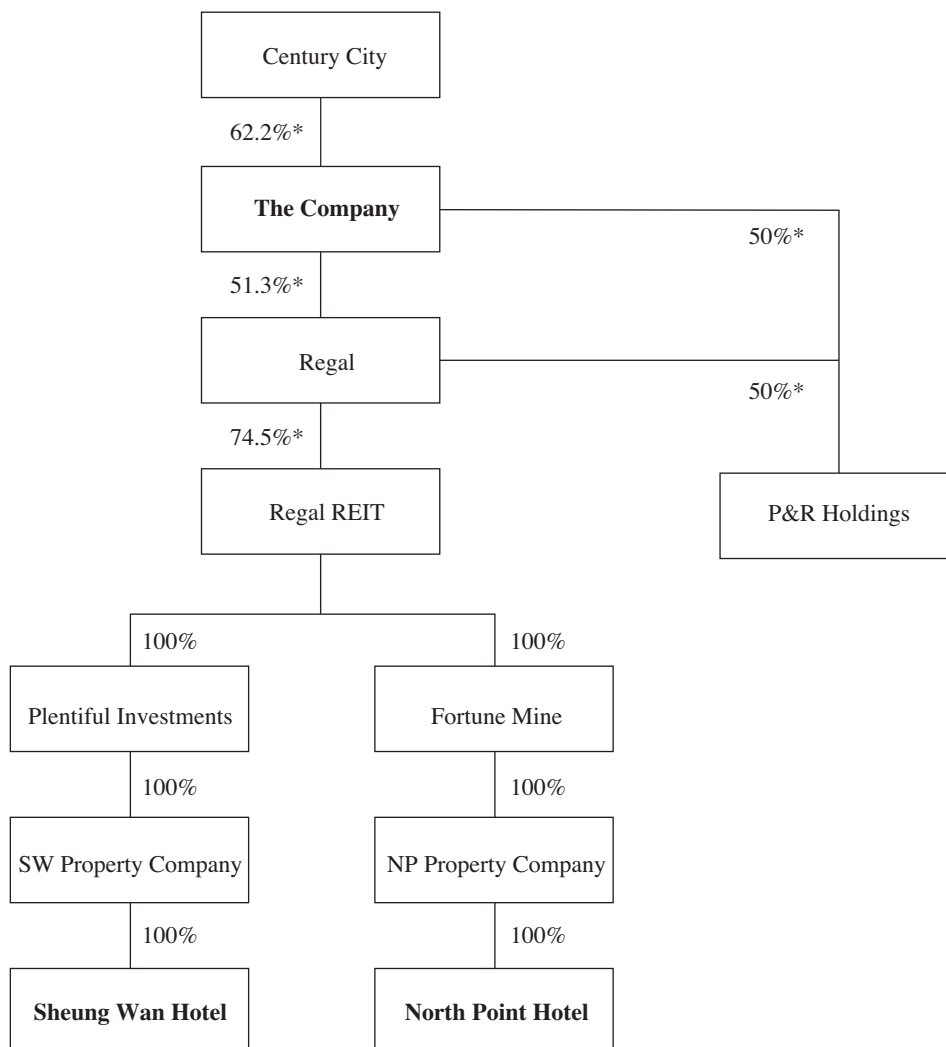 Century City
62.2%*
The Company
50%*
51.3%*
Regal
50%*
74.5%*
Regal REIT
P&R Holdings
100%
100%
Plentiful Investments
Fortune Mine
100%
100%
SW Property Company
NP Property Company
100%
100%
Sheung Wan Hotel
North Point Hotel